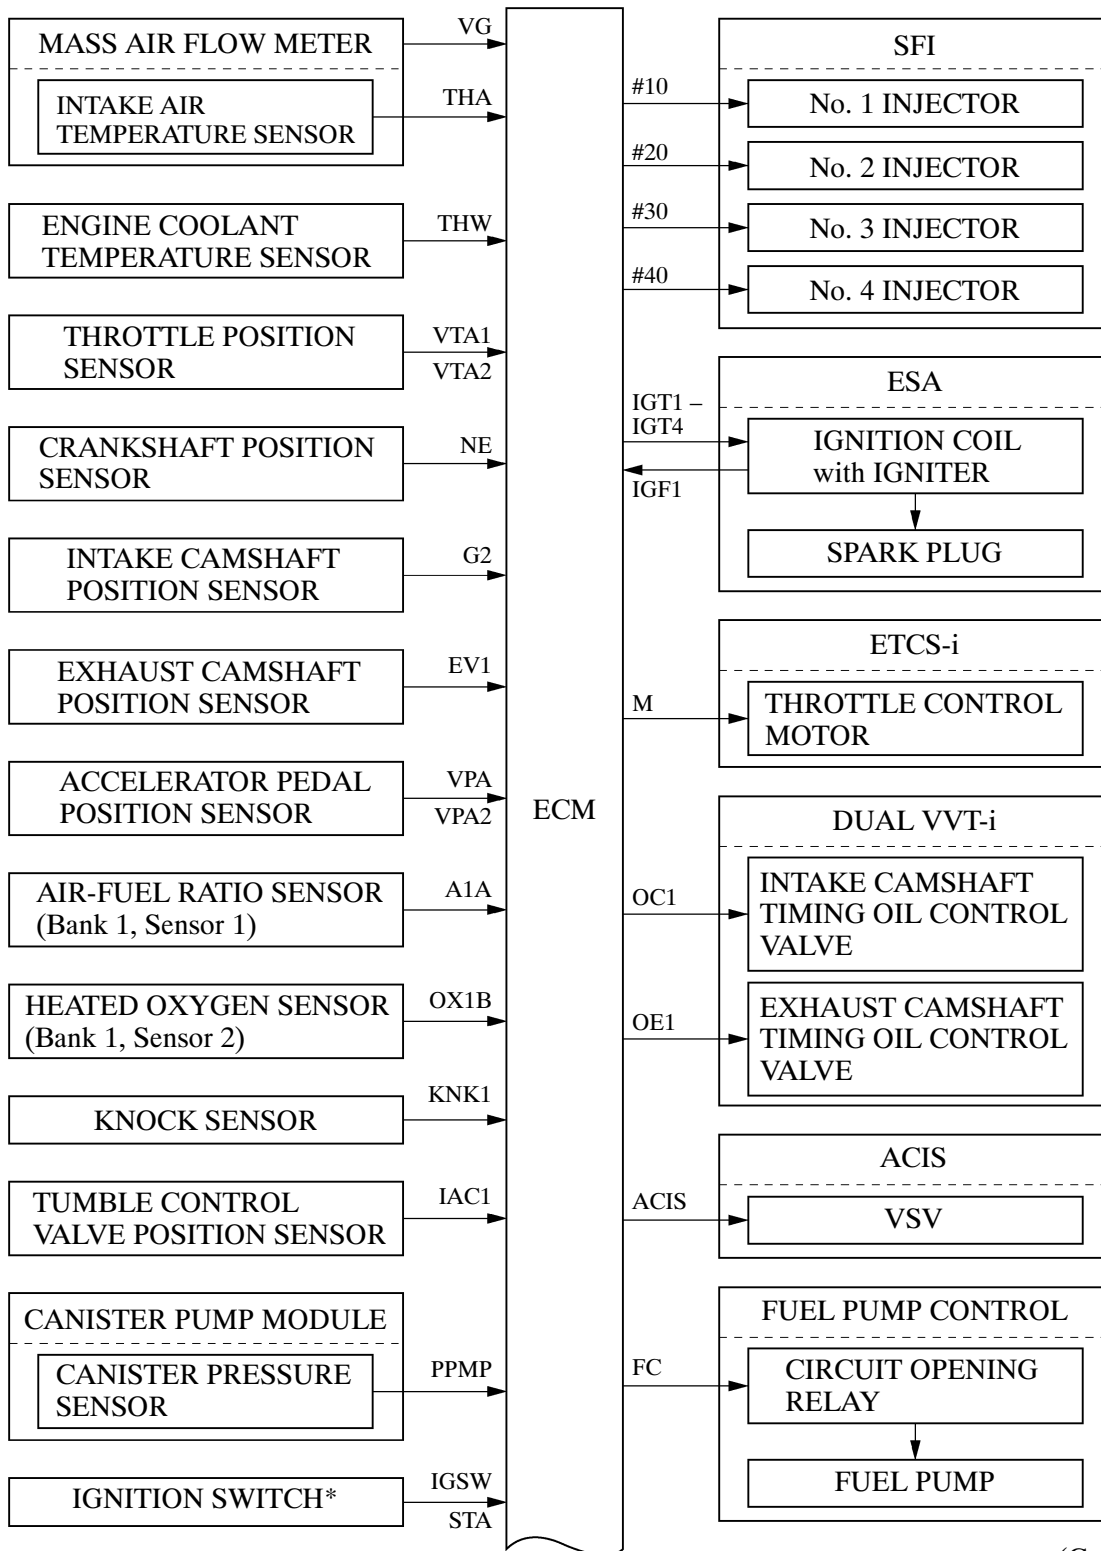 MASS AIR FLOW METER
VG
INTAKE AIR
TEMPERATURE SENSOR
THA
ENGINE COOLANT
TEMPERATURE SENSOR
THW
THROTTLE POSITION
SENSOR
VTA1
VTA2
CRANKSHAFT POSITION
SENSOR
NE
INTAKE CAMSHAFT
POSITION SENSOR
G2
EXHAUST CAMSHAFT
POSITION SENSOR
EV1
ACCELERATOR PEDAL
POSITION SENSOR
VPA
VPA2
AIR-FUEL RATIO SENSOR
(Bank 1, Sensor 1)
A1A
HEATED OXYGEN SENSOR
(Bank 1, Sensor 2)
OX1B
KNOCK SENSOR
KNK1
TUMBLE CONTROL
VALVE POSITION SENSOR
IAC1
CANISTER PUMP MODULE
CANISTER PRESSURE
SENSOR
PPMP
IGNITION SWITCH*
IGSW
STA
ECM
SFI
#10
No. 1 INJECTOR
#20
No. 2 INJECTOR
#30
No. 3 INJECTOR
#40
No. 4 INJECTOR
ESA
IGT1 –
IGT4
IGF1
IGNITION COIL
with IGNITER
SPARK PLUG
ETCS-i
M
THROTTLE CONTROL
MOTOR
DUAL VVT-i
OC1
INTAKE CAMSHAFT
TIMING OIL CONTROL
VALVE
OE1
EXHAUST CAMSHAFT
TIMING OIL CONTROL
VALVE
ACIS
ACIS
VSV
FUEL PUMP CONTROL
FC
CIRCUIT OPENING
RELAY
FUEL PUMP